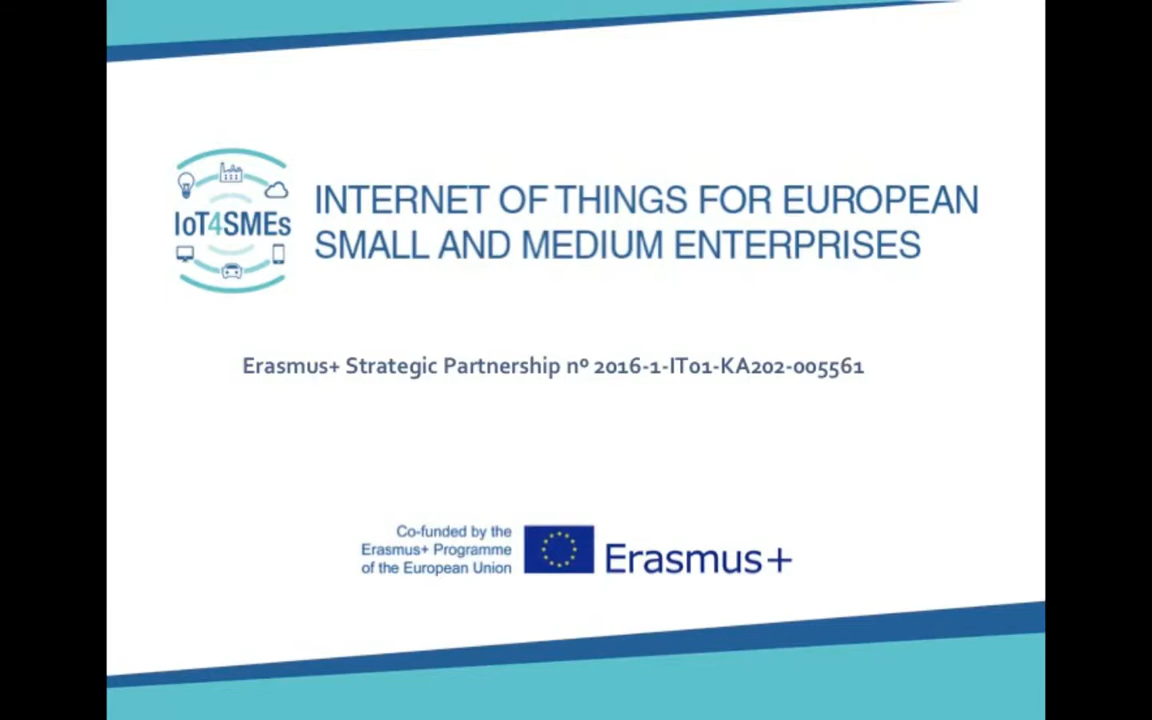 IoT4SMEs
INTERNET OF THINGS FOR EUROPEAN
SMALL AND MEDIUM ENTERPRISES
Erasmus+ Strategic Partnership nº 2016-1-IT01-KA202-005561
Co-funded by the
Erasmus+ Programme
of the European Union
Erasmus+